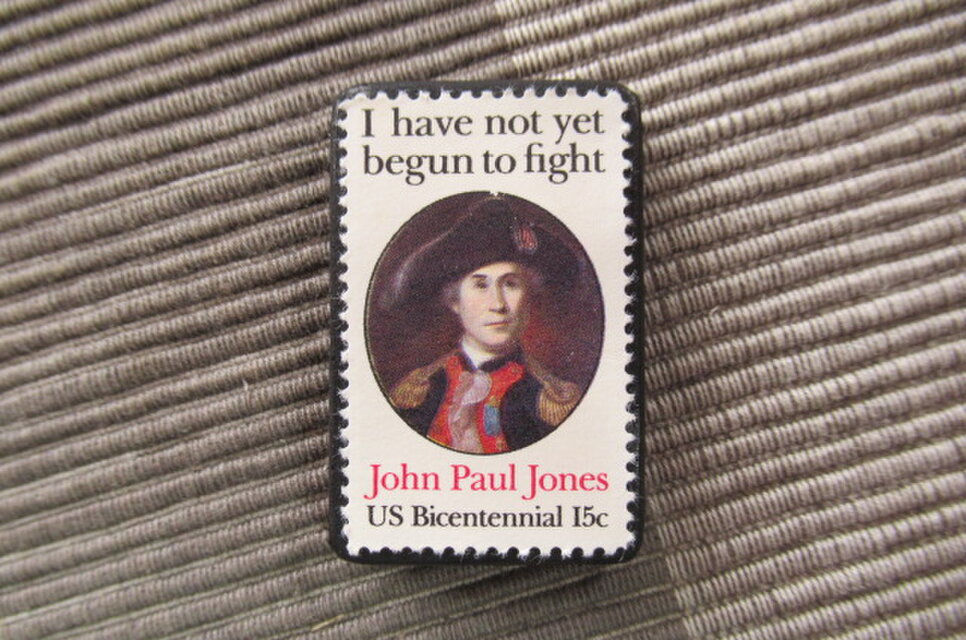 I have not yet
begun to fight
John Paul Jones
US Bicentennial 15c